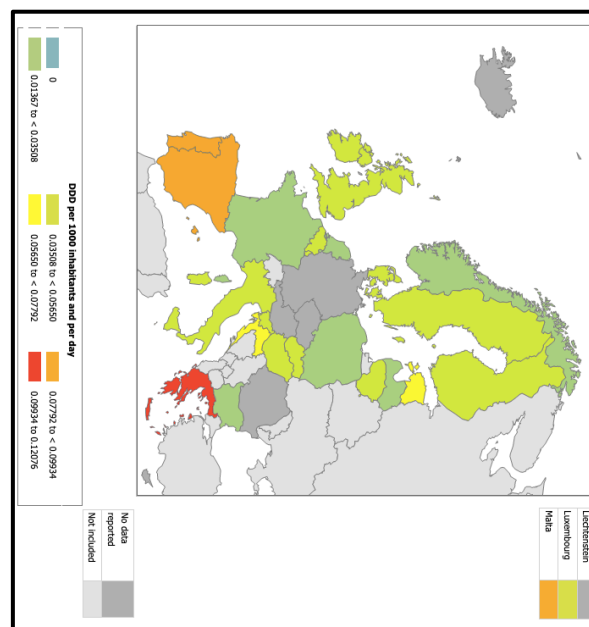 Liechtenstein
Luxembourg
Malta
No data
reported
Not included
DDD per 1000 inhabitants and per day
0
0.03508 to < 0.05650
0.07792 to < 0.09934
0.01367 to < 0.03508
0.05650 to < 0.07792
0.09934 to 0.12076